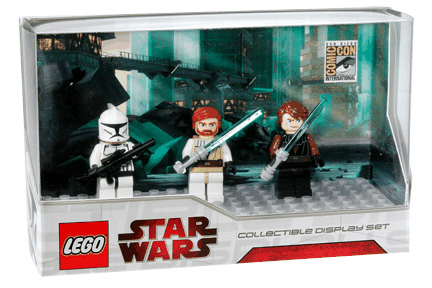 SAN DIEGO
COMIC CON
INTERNATIONAL
LEGO
STAR
WARS
COLLECTIBLE DISPLAY SET